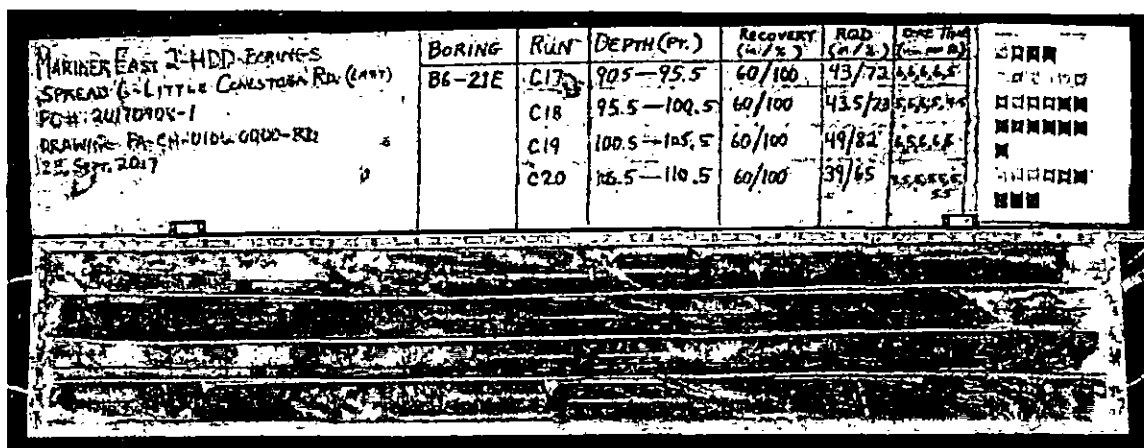 MARINER EAST 2-HDD-BORINGS
SPREAD 6-LITTLE CONESTOGA RD. (EAST)
PO#: 20170908-1
DRAWING: PA-CH-0100.0000-RD
Sept. 2017
BORING
B6-21E
RUN
C17
C18
C19
C20
DEPTH (FT.)
90.5—95.5
95.5—100.5
100.5—105.5
105.5—110.5
RECOVERY
(in/%)
60/100
60/100
60/100
60/100
RQD
(in/%)
43/72
43.5/73
49/82
39/65